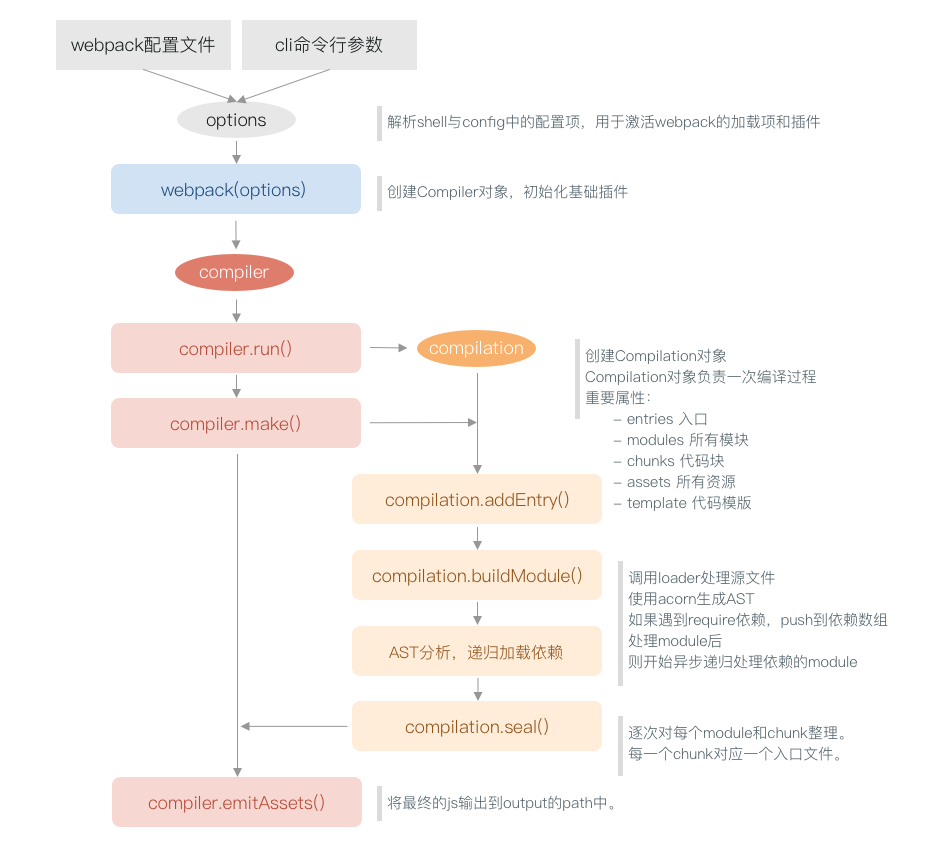 webpack配置文件
cli命令行参数
options
解析shell与config中的配置项，用于激活webpack的加载项和插件
webpack(options)
创建Compiler对象，初始化基础插件
compiler
compiler.run()
compilation
创建Compilation对象
Compilation对象负责一次编译过程
重要属性：
- entries 入口
- modules 所有模块
- chunks 代码块
- assets 所有资源
- template 代码模版
compiler.make()
compilation.addEntry()
compilation.buildModule()
调用loader处理源文件
使用acorn生成AST
如果遇到require依赖，push到依赖数组
处理module后
则开始异步递归处理依赖的module
AST分析，递归加载依赖
compilation.seal()
逐次对每个module和chunk整理。
每一个chunk对应一个入口文件。
compiler.emitAssets()
将最终的js输出到output的path中。